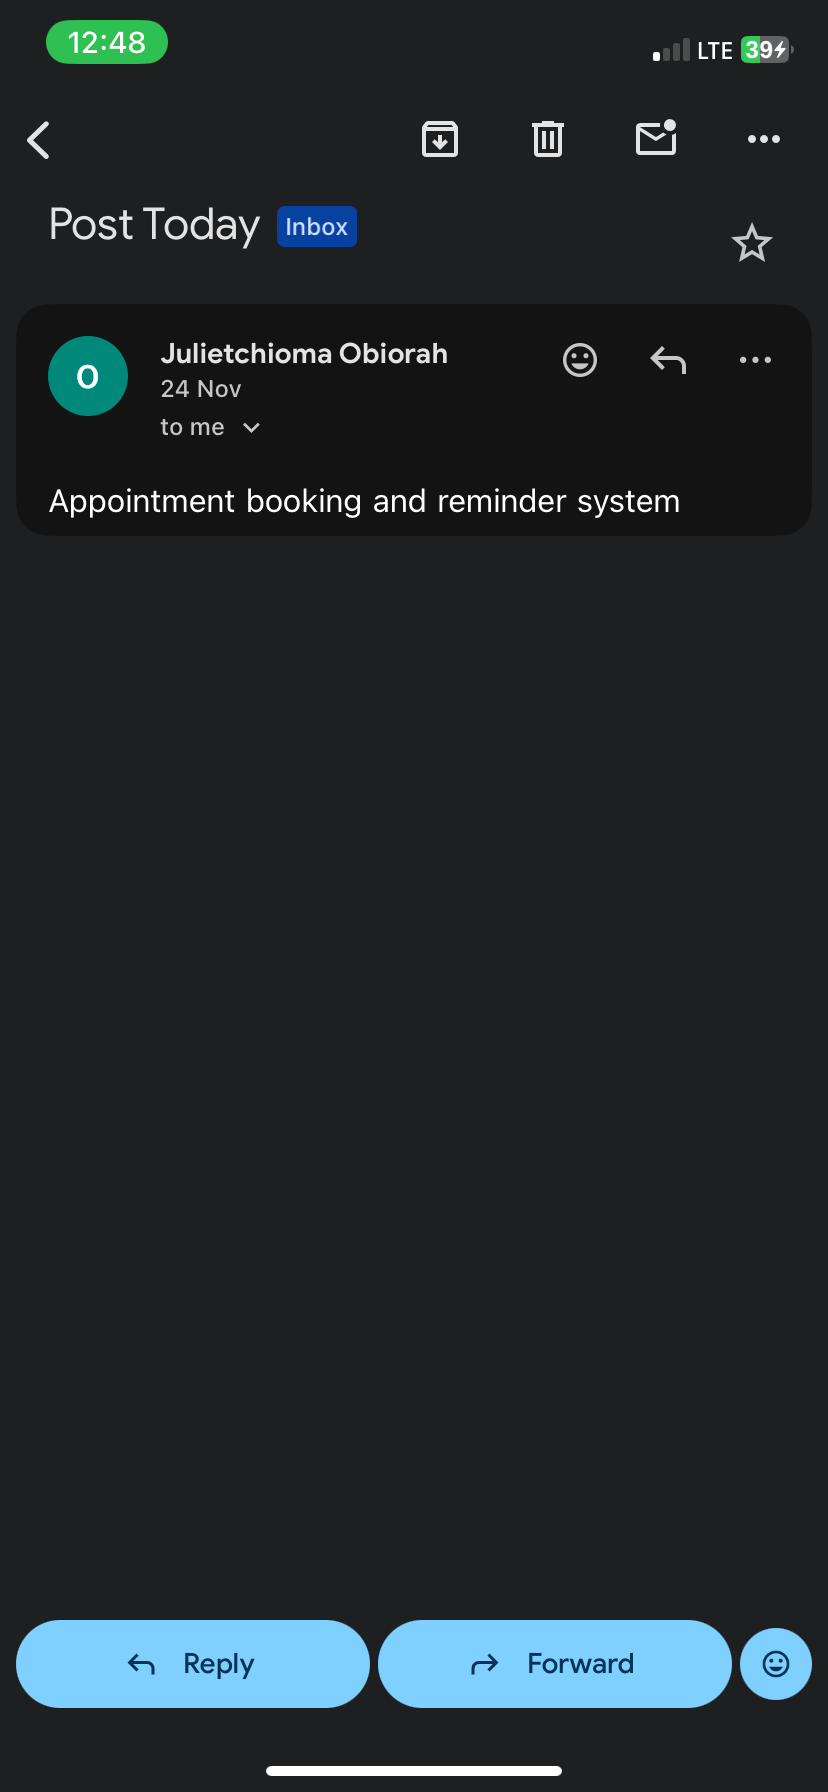 12:48
LTE 39
Post Today Inbox
O
Julietchioma Obiorah
24 Nov
to me
Appointment booking and reminder system
Reply
Forward